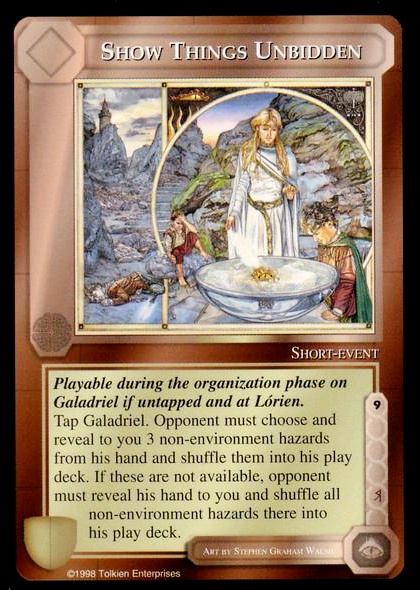 Show Things Unbidden
Short-event
Playable during the organization phase on
Galadriel if untapped and at Lórien.
Tap Galadriel. Opponent must choose and
reveal to you 3 non-environment hazards
from his hand and shuffle them into his play
deck. If these are not available, opponent
must reveal his hand to you and shuffle all
non-environment hazards there into
his play deck.
9
Art by Stephen Graham Walsh
©1998 Tolkien Enterprises